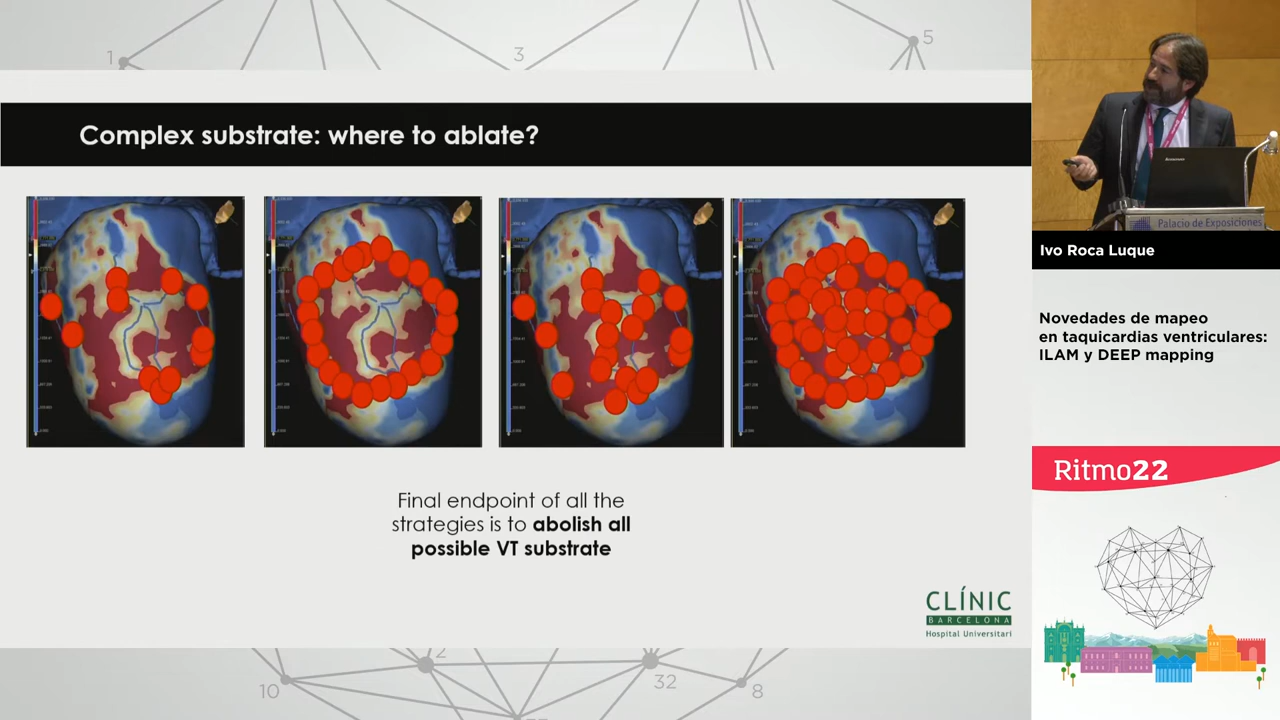 1
3
5
Complex substrate: where to ablate?
Final endpoint of all the
strategies is to abolish all
possible VT substrate
CLÍNIC
BARCELONA
Hospital Universitari
10
2
32
8
Palacio de Exposiciones
Ivo Roca Luque
Novedades de mapeo
en taquicardias ventriculares:
ILAM y DEEP mapping
Ritmo22